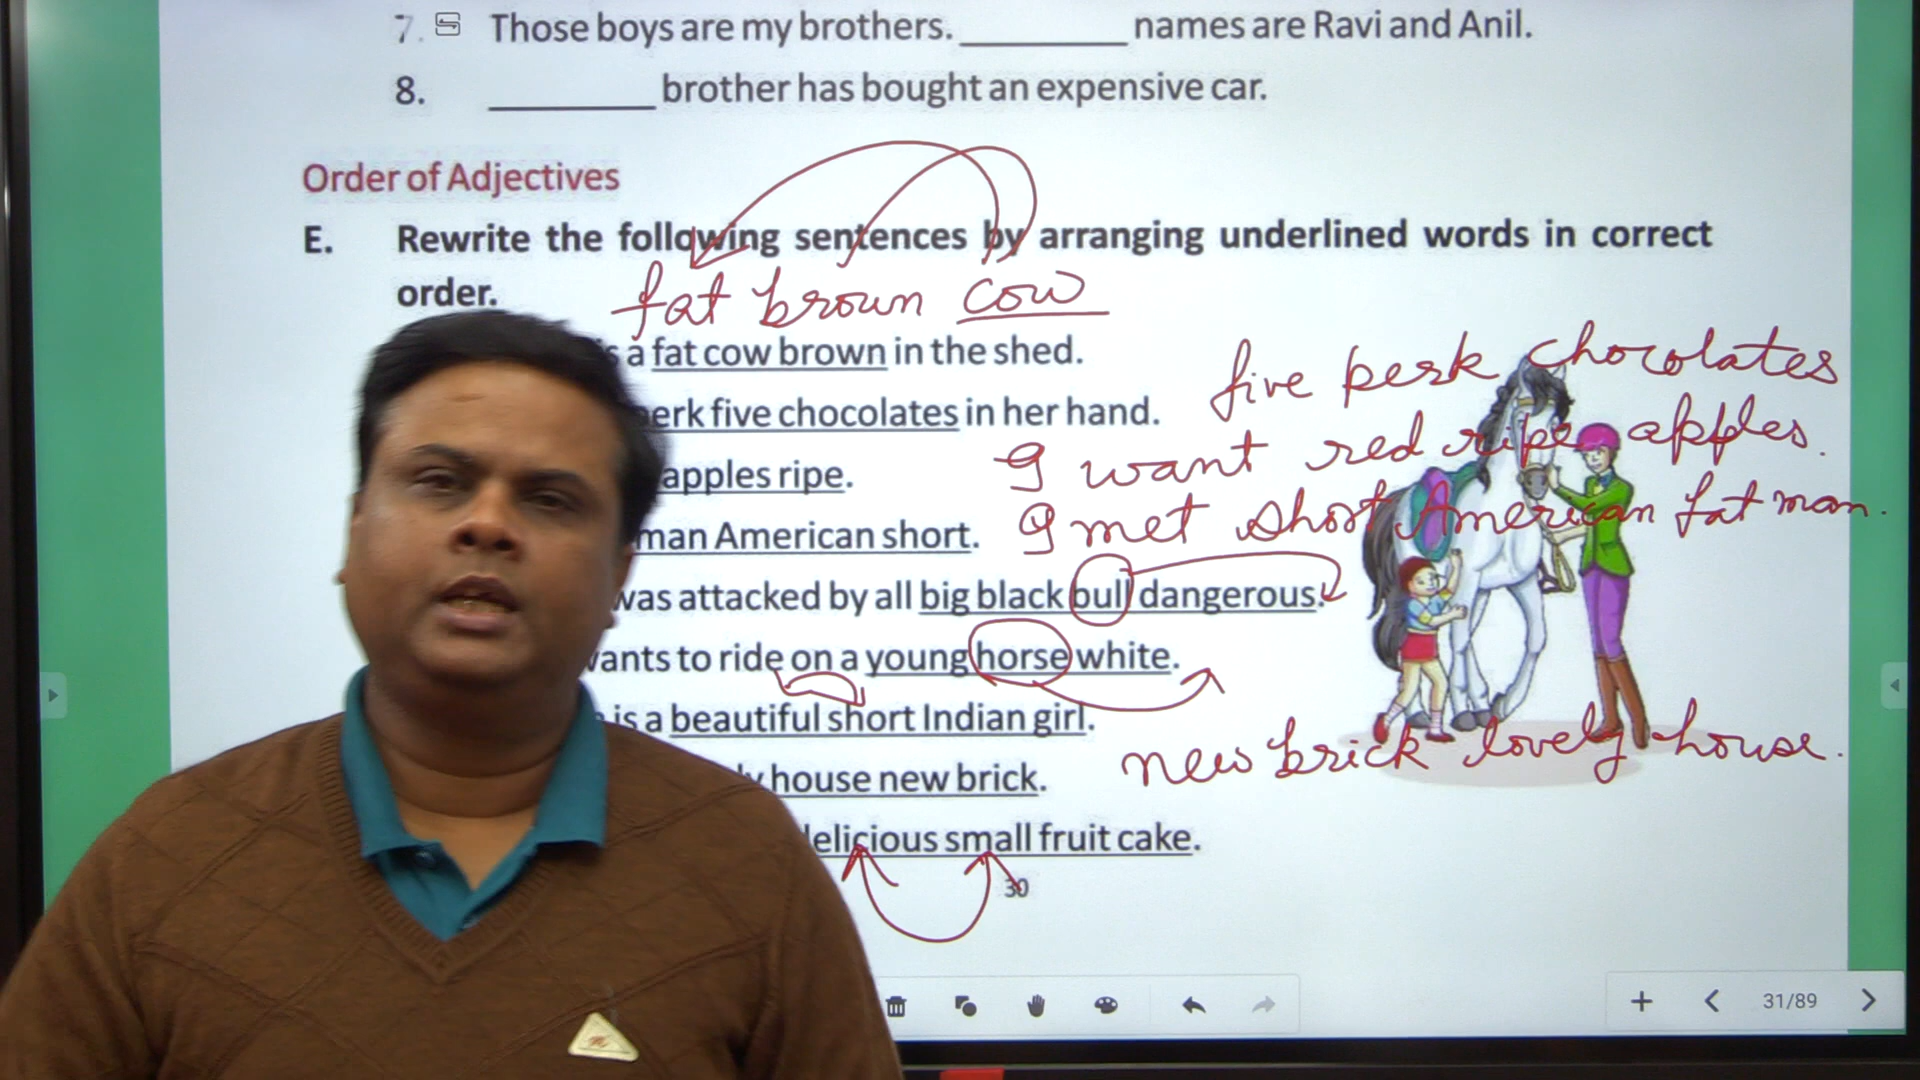 7. Those boys are my brothers. ________ names are Ravi and Anil.
8. ________ brother has bought an expensive car.
Order of Adjectives
E. Rewrite the following sentences by arranging underlined words in correct
order.
fat brown cow
a fat cow brown in the shed.
five perk chocolates
five chocolates in her hand.
I want red ripe apples.
apples ripe.
I met short American fat man.
man American short.
was attacked by all big black bull dangerous.
to ride on a young horse white.
is a beautiful short Indian girl.
new brick lovely house.
house new brick.
small fruit cake.
30
31/89